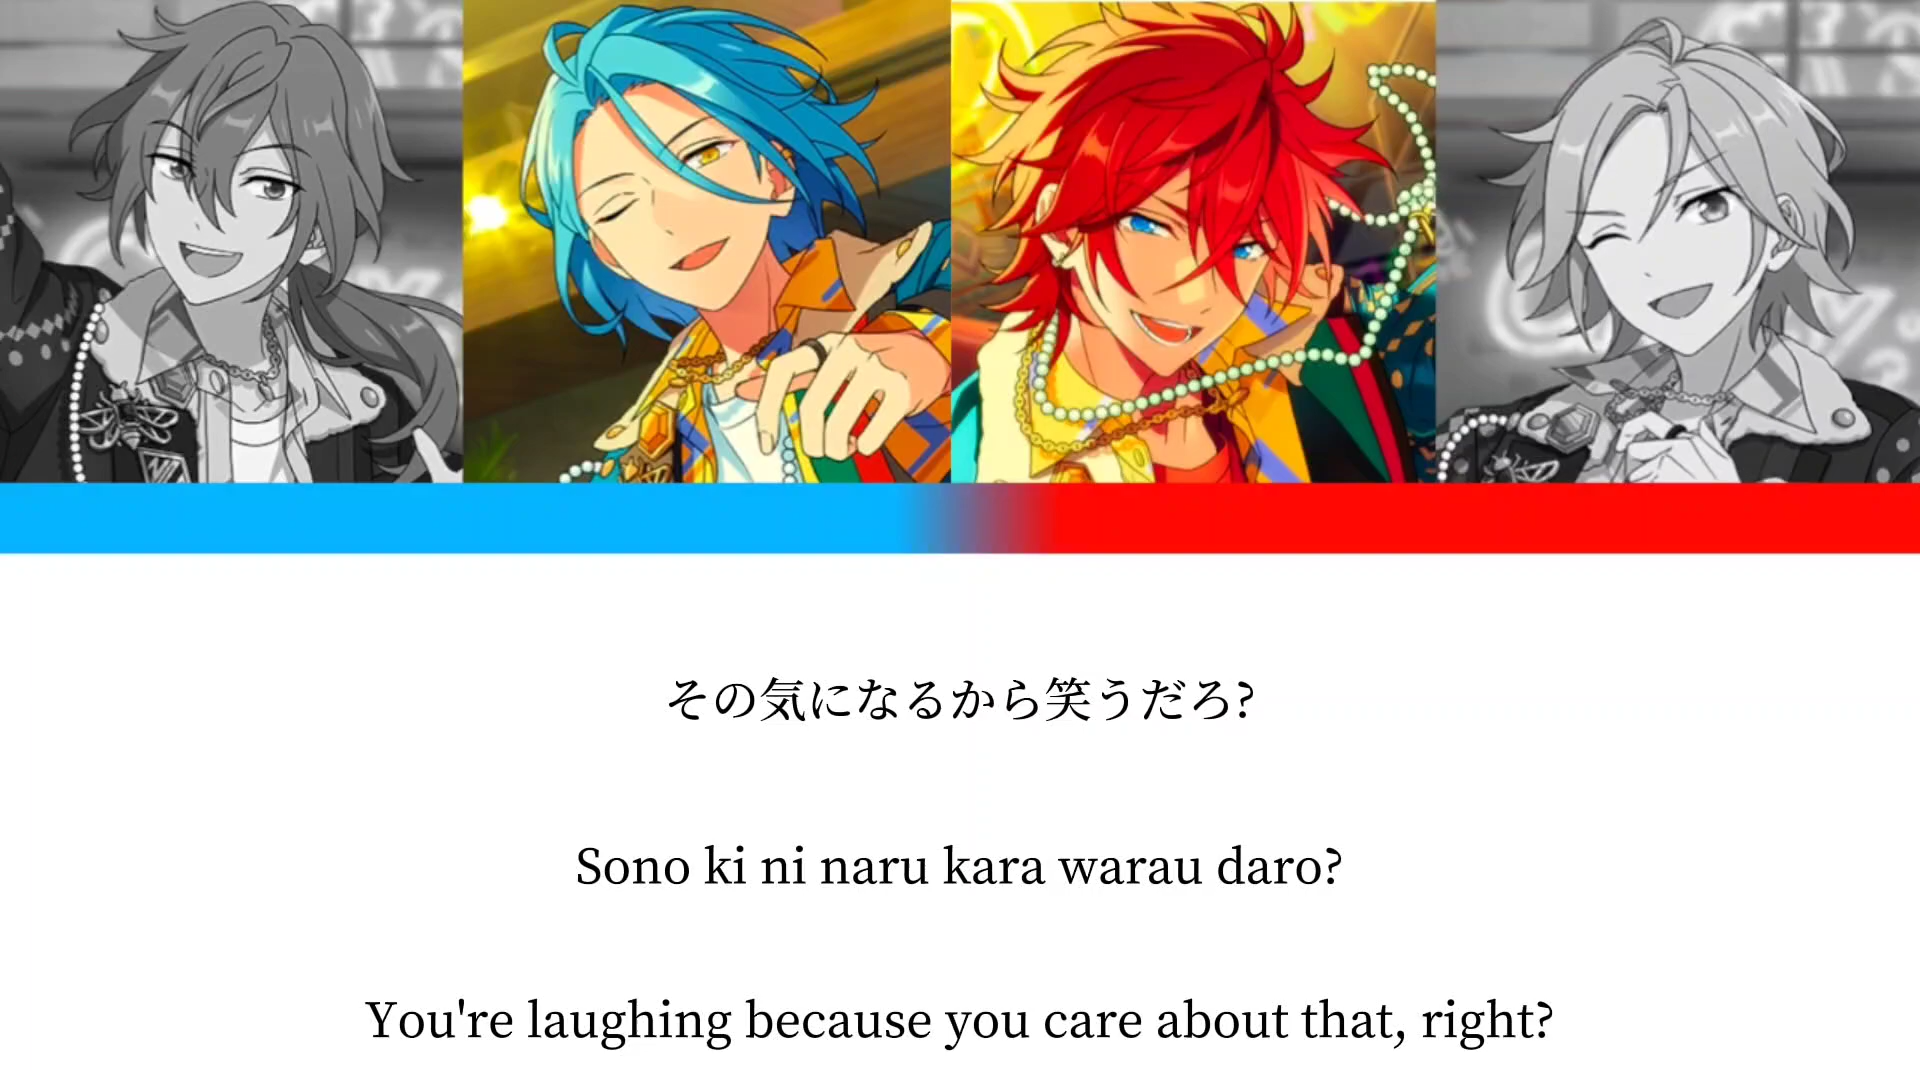 その気になるから笑うだろ?
Sono ki ni naru kara warau daro?
You're laughing because you care about that, right?